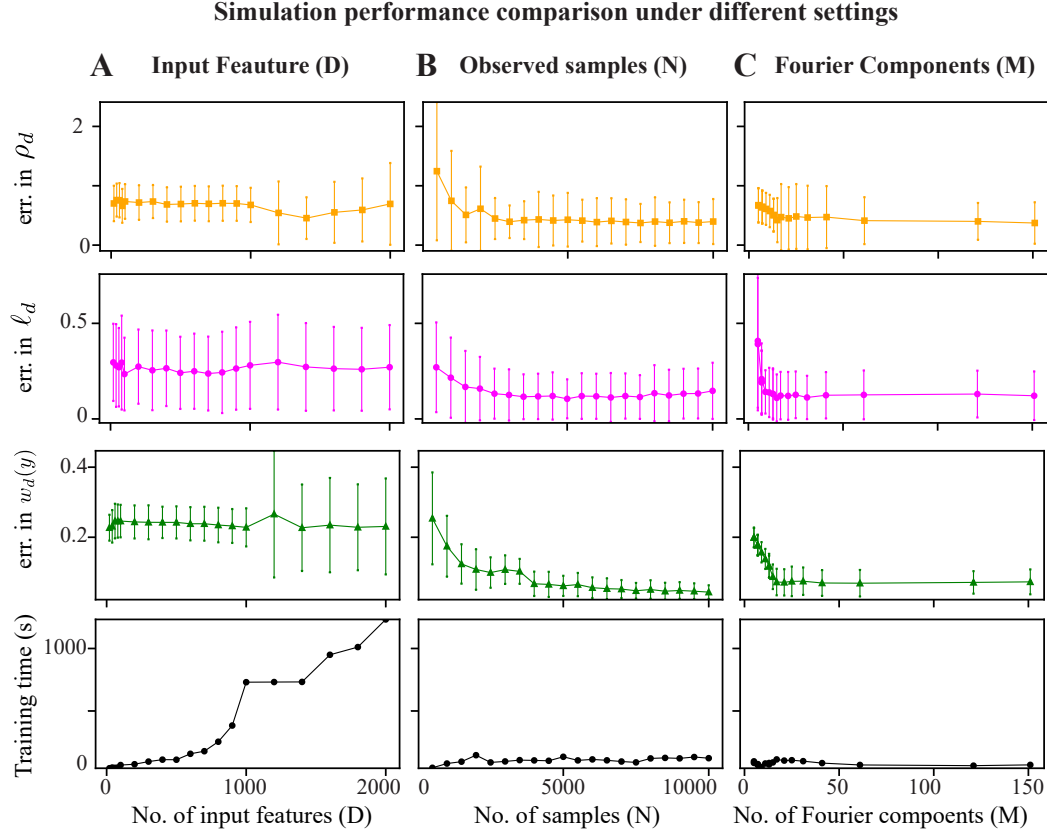 Simulation performance comparison under different settings
A Input Feauture (D) B Observed samples (N) C Fourier Components (M)
err. in ρ_d
2
0
err. in ℓ_d
0.5
0
err. in w_d(y)
0.4
0.2
Training time (s)
1000
0
0 1000 2000 0 5000 10000 0 50 100 150
No. of input features (D) No. of samples (N) No. of Fourier compoents (M)